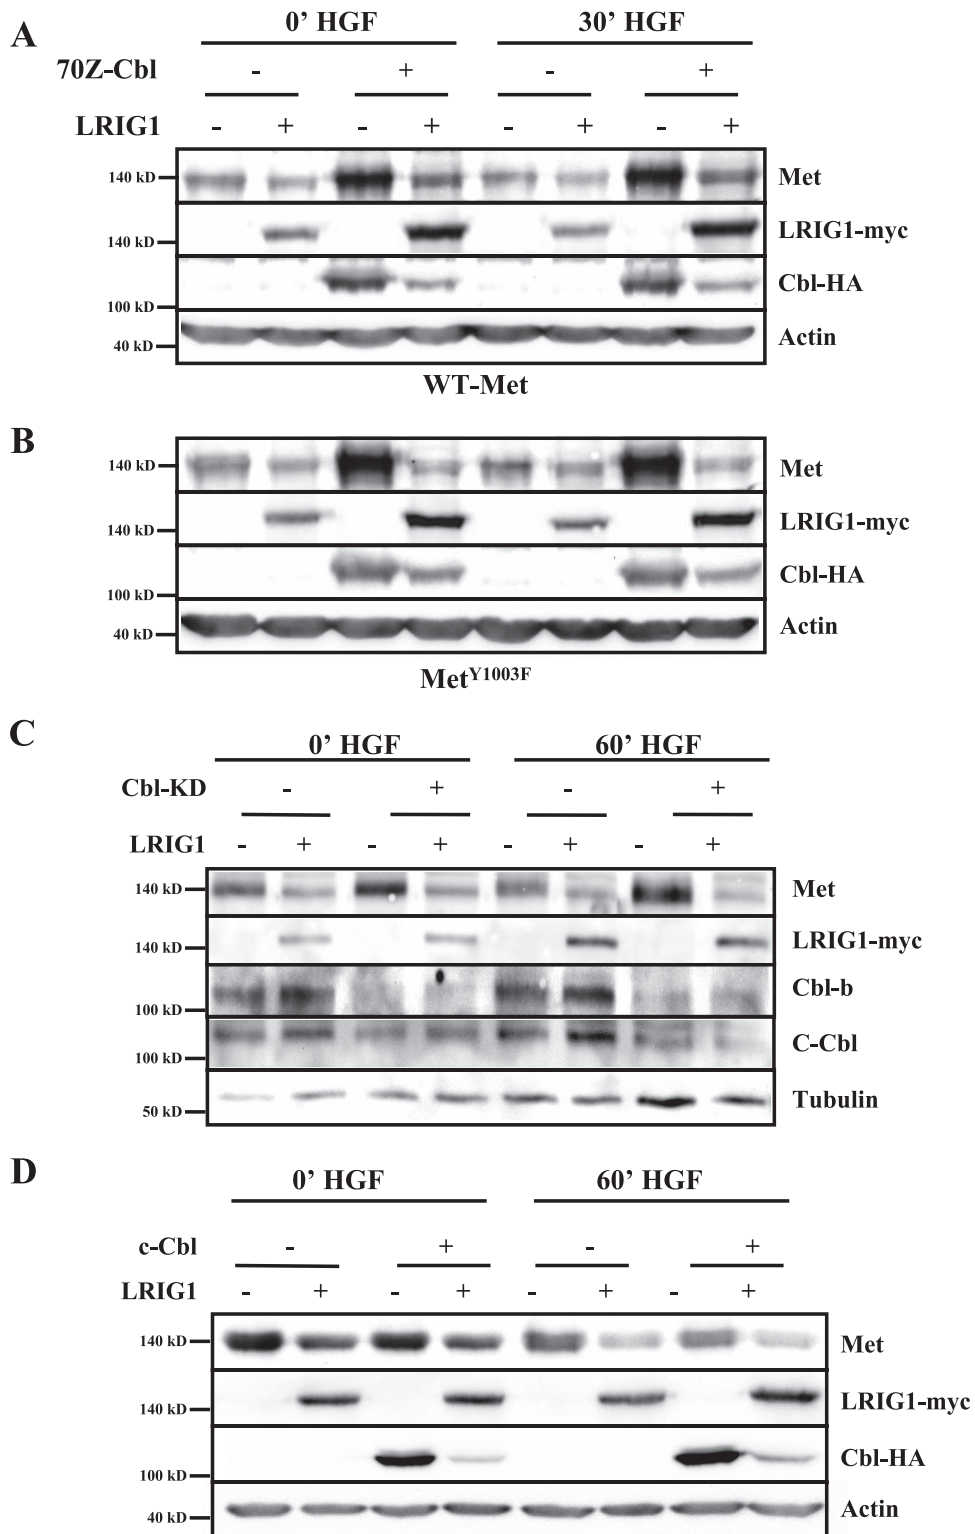 A
0’ HGF 30’ HGF
70Z-Cbl - + - +
LRIG1 - + - + - + - +
140 kD Met
140 kD LRIG1-myc
100 kD Cbl-HA
40 kD Actin
WT-Met
B
140 kD Met
140 kD LRIG1-myc
100 kD Cbl-HA
40 kD Actin
Met^Y1003F
C
0’ HGF 60’ HGF
Cbl-KD - + - +
LRIG1 - + - + - + - +
140 kD Met
140 kD LRIG1-myc
100 kD Cbl-b
100 kD C-Cbl
50 kD Tubulin
D
0’ HGF 60’ HGF
c-Cbl - + - +
LRIG1 - + - + - + - +
140 kD Met
140 kD LRIG1-myc
100 kD Cbl-HA
40 kD Actin